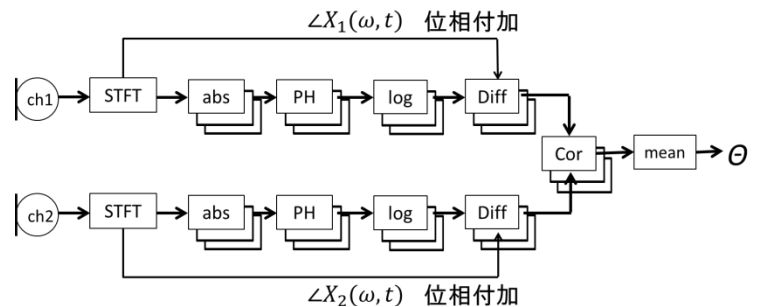 ∠X₁(ω,t) 位相付加
ch1 STFT abs PH log Diff
Cor mean Θ
ch2 STFT abs PH log Diff
∠X₂(ω,t) 位相付加